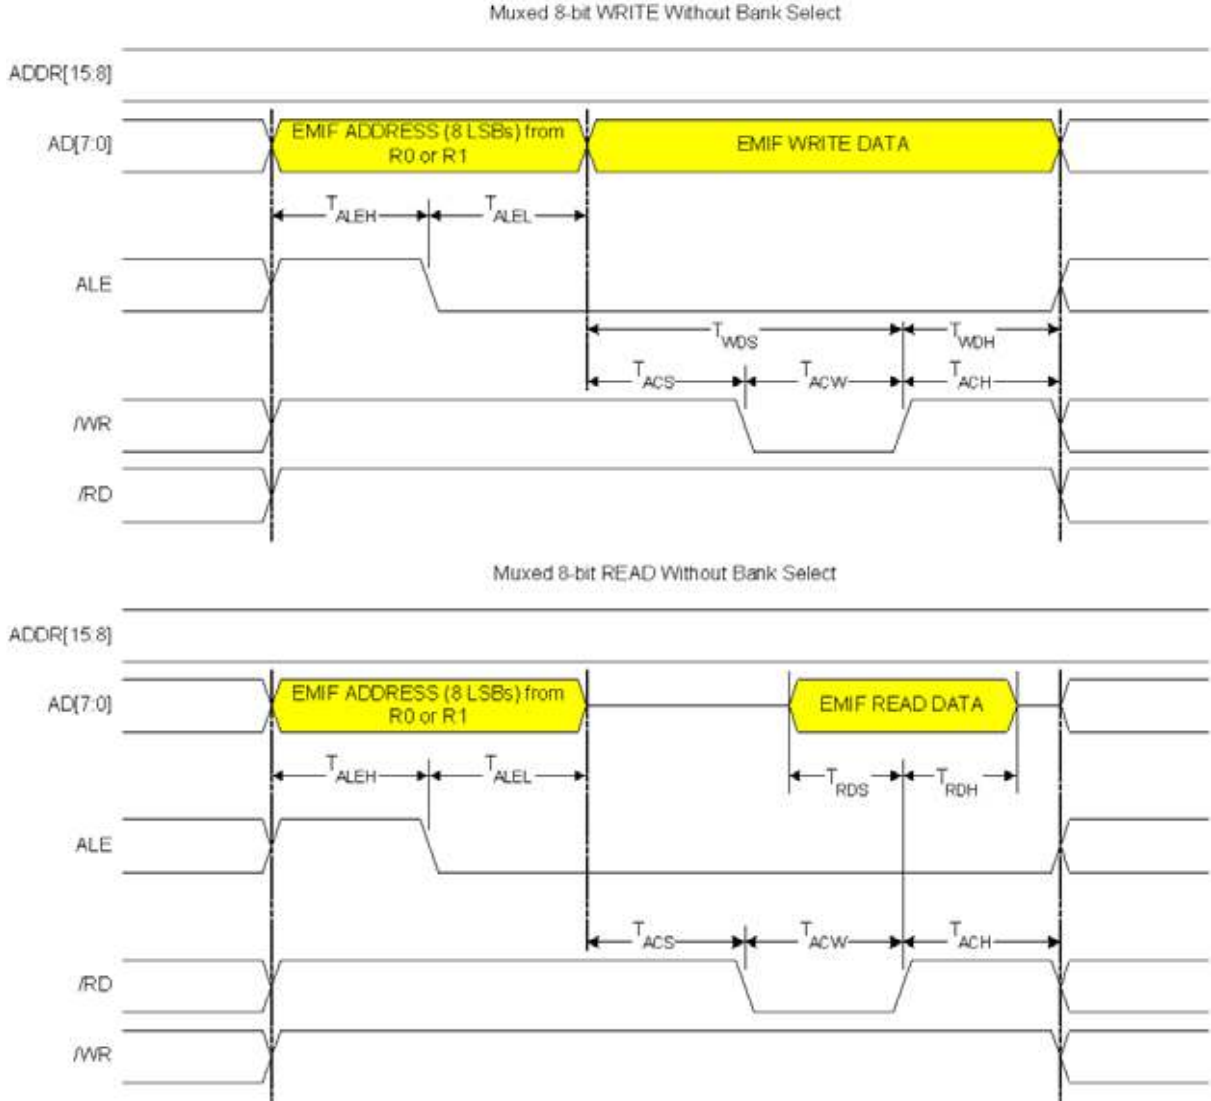 Muxed 8-bit WRITE Without Bank Select
ADDR[15:8]
AD[7:0]
EMIF ADDRESS (8 LSBs) from
R0 or R1
EMIF WRITE DATA
TALEH
TALEL
ALE
TWDS
TWDH
TACS
TACW
TACH
/WR
/RD
Muxed 8-bit READ Without Bank Select
ADDR[15:8]
AD[7:0]
EMIF ADDRESS (8 LSBs) from
R0 or R1
EMIF READ DATA
TALEH
TALEL
TRDS
TRDH
ALE
TACS
TACW
TACH
/RD
/WR